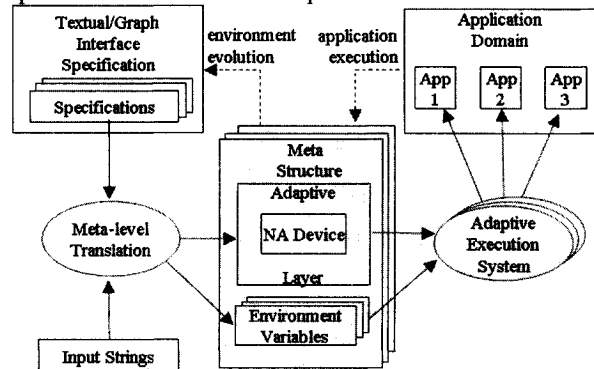 Textual/Graph
Interface
Specification
Specifications
environment
evolution
application
execution
Application
Domain
App
1
App
2
App
3
Meta
Structure
Adaptive
NA Device
Layer
Environment
Variables
Meta-level
Translation
Adaptive
Execution
System
Input Strings